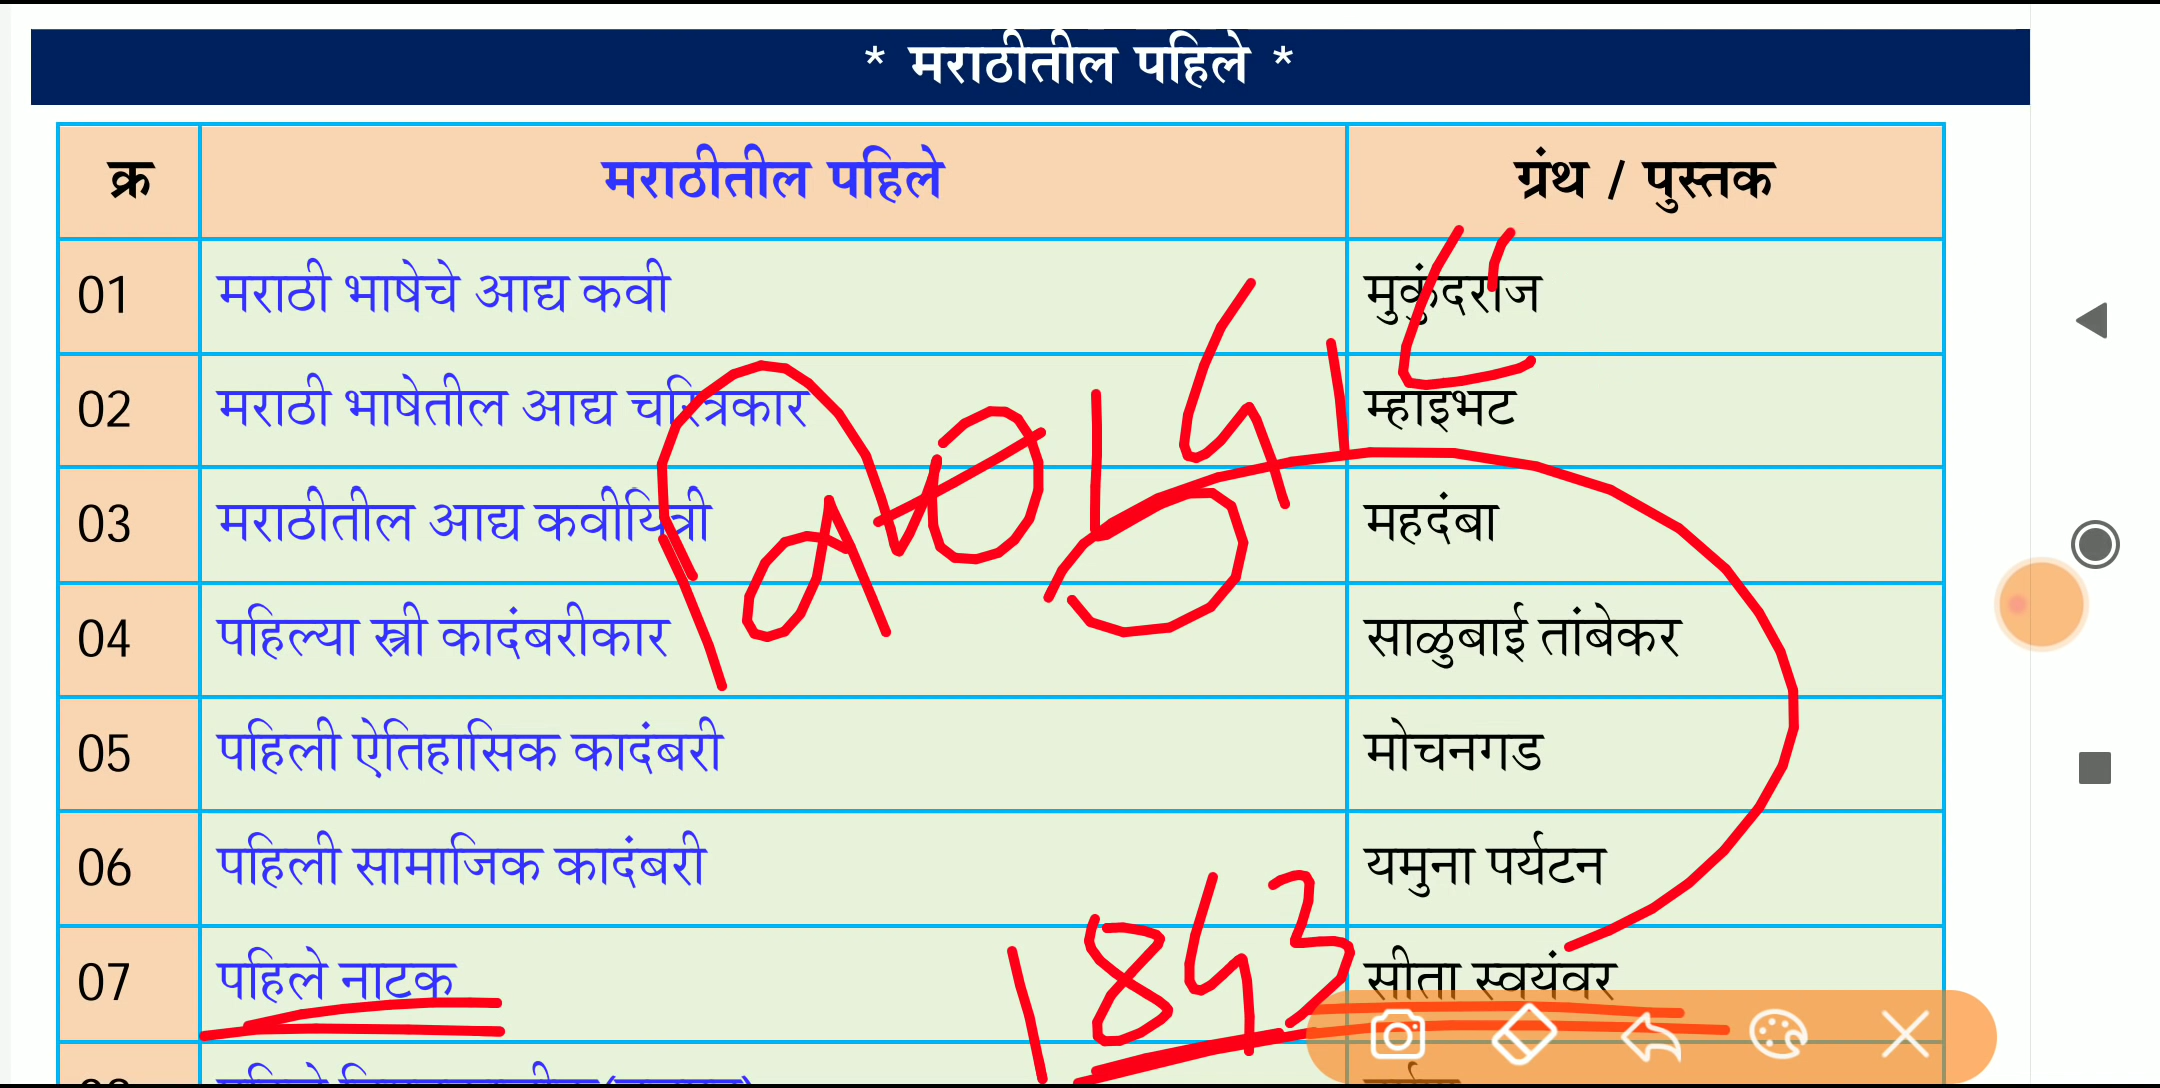 * मराठीतील पहिले *
क्र मराठीतील पहिले ग्रंथ / पुस्तक
01 मराठी भाषेचे आद्य कवी मुकुंदराज
02 मराठी भाषेतील आद्य चरित्रकार म्हाइभट
03 मराठीतील आद्य कवीयित्री महदंबा
04 पहिल्या स्त्री कादंबरीकार साळुबाई तांबेकर
05 पहिली ऐतिहासिक कादंबरी मोचनगड
06 पहिली सामाजिक कादंबरी यमुना पर्यटन
1843
07 पहिले नाटक सीता स्वयंवर